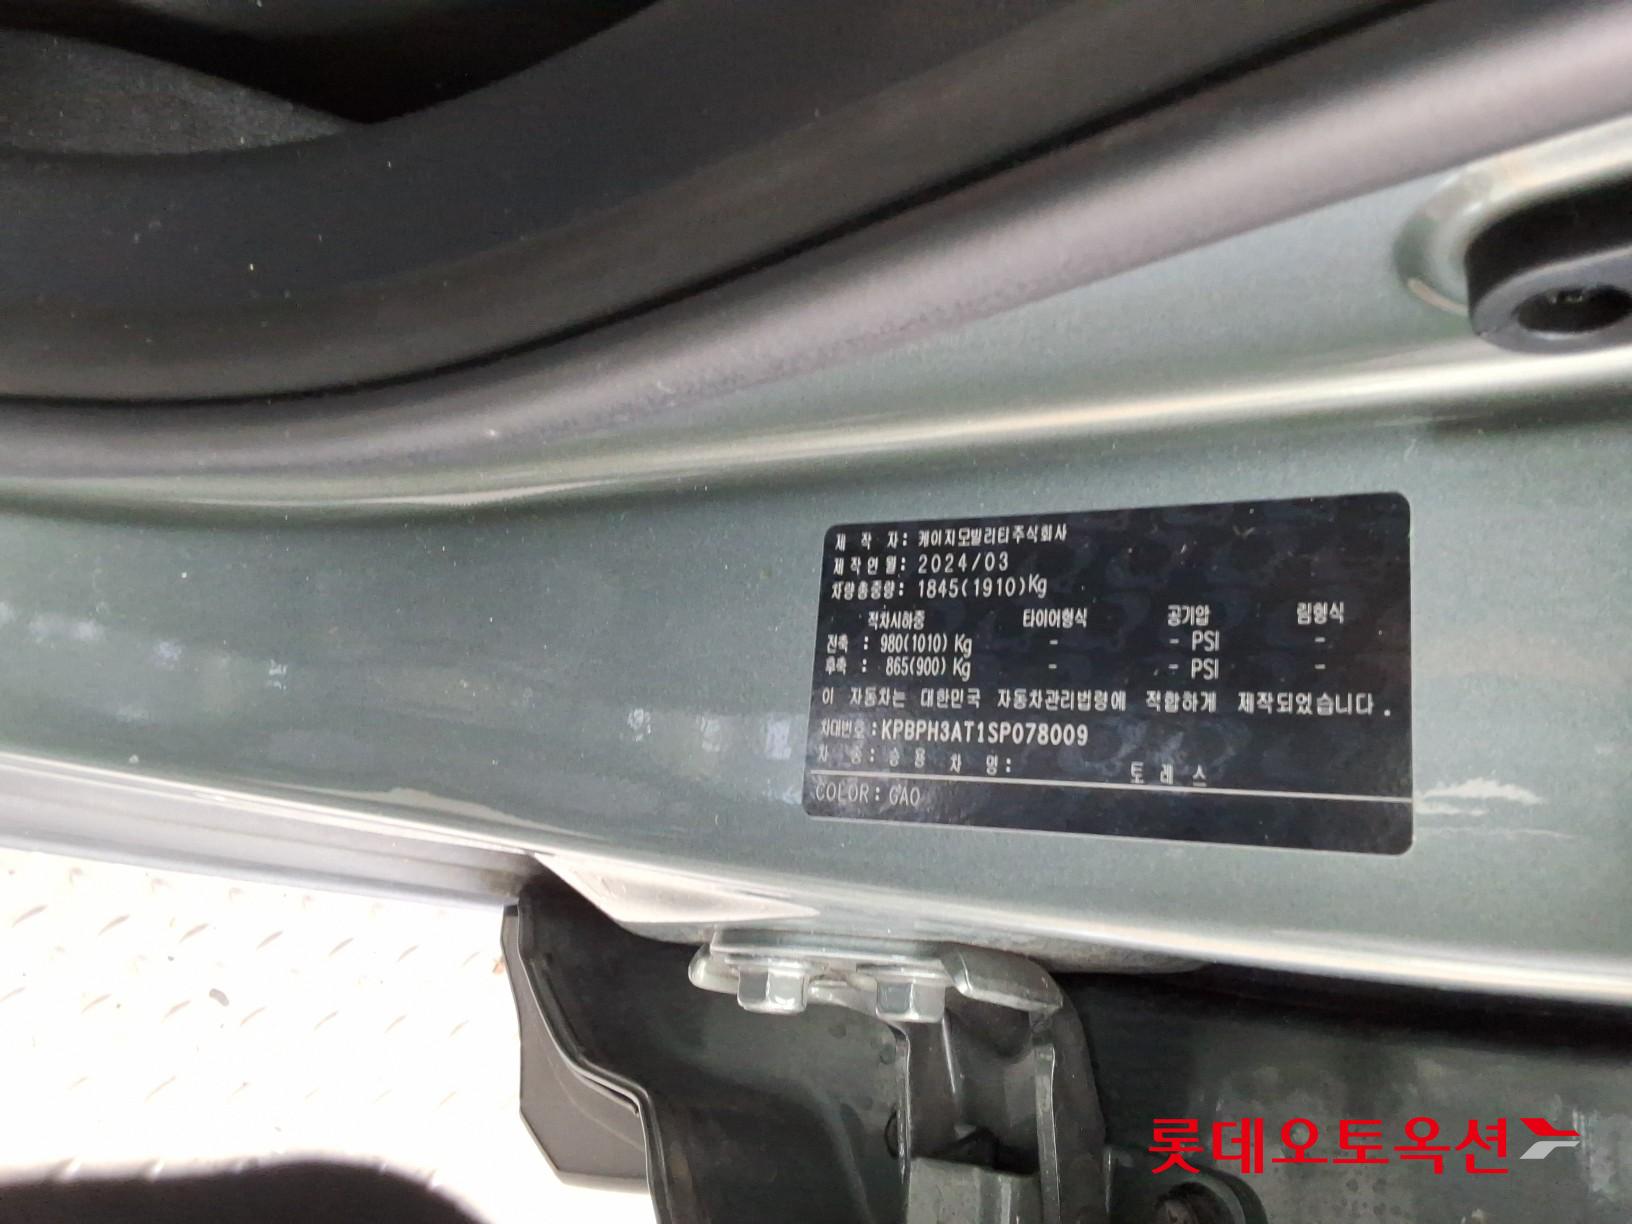 제 작 자 : 케이지모빌리티주식회사
제작연월 : 2024/03
차량총중량 : 1845(1910)Kg
적차시하중 타이어형식 공기압 림형식
전축 : 980(1010) Kg - - PSI -
후축 : 865(900) Kg - - PSI -
이 자동차는 대한민국 자동차관리법령에 적합하게 제작되었습니다.
차대번호 : KPBPH3AT1SP078009
차 종 : 승 용 차 명 : 토 레 스
COLOR : GAO
롯데오토옥션